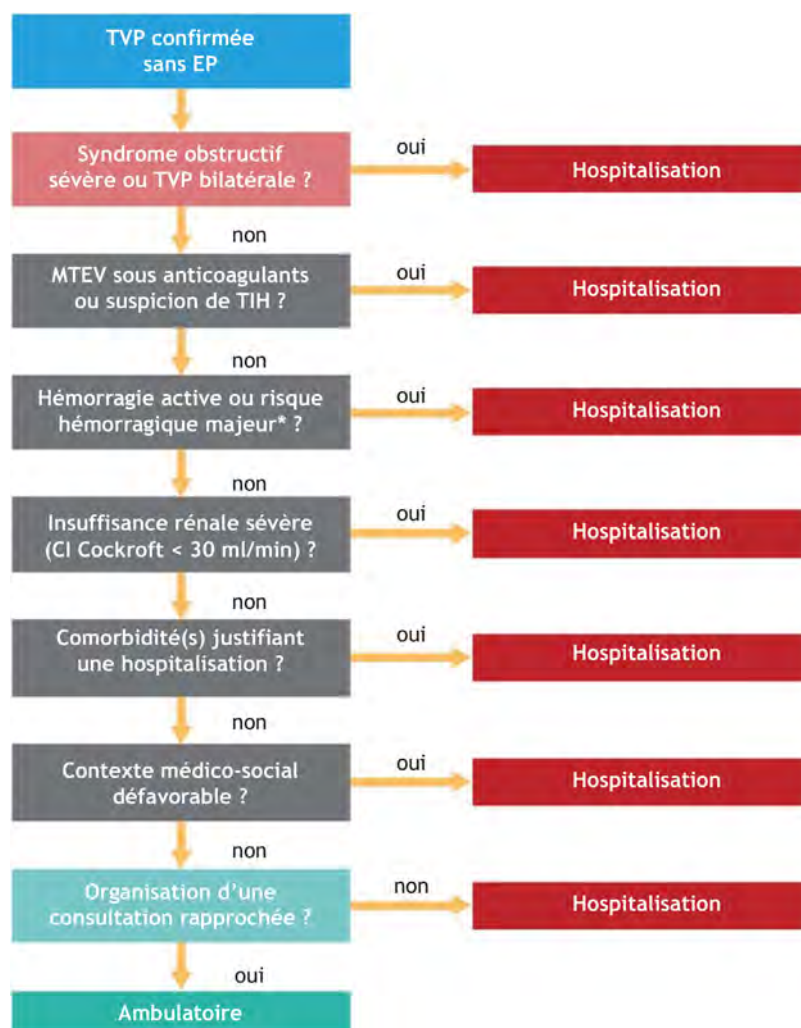 TVP confirmée
sans EP
Syndrome obstructif
sévère ou TVP bilatérale ?
oui
Hospitalisation
non
MTEV sous anticoagulants
ou suspicion de TIH ?
oui
Hospitalisation
non
Hémorragie active ou risque
hémorragique majeur* ?
oui
Hospitalisation
non
Insuffisance rénale sévère
(Cl Cockroft < 30 ml/min) ?
oui
Hospitalisation
non
Comorbidité(s) justifiant
une hospitalisation ?
oui
Hospitalisation
non
Contexte médico-social
défavorable ?
oui
Hospitalisation
non
Organisation d'une
consultation rapprochée ?
non
Hospitalisation
oui
Ambulatoire